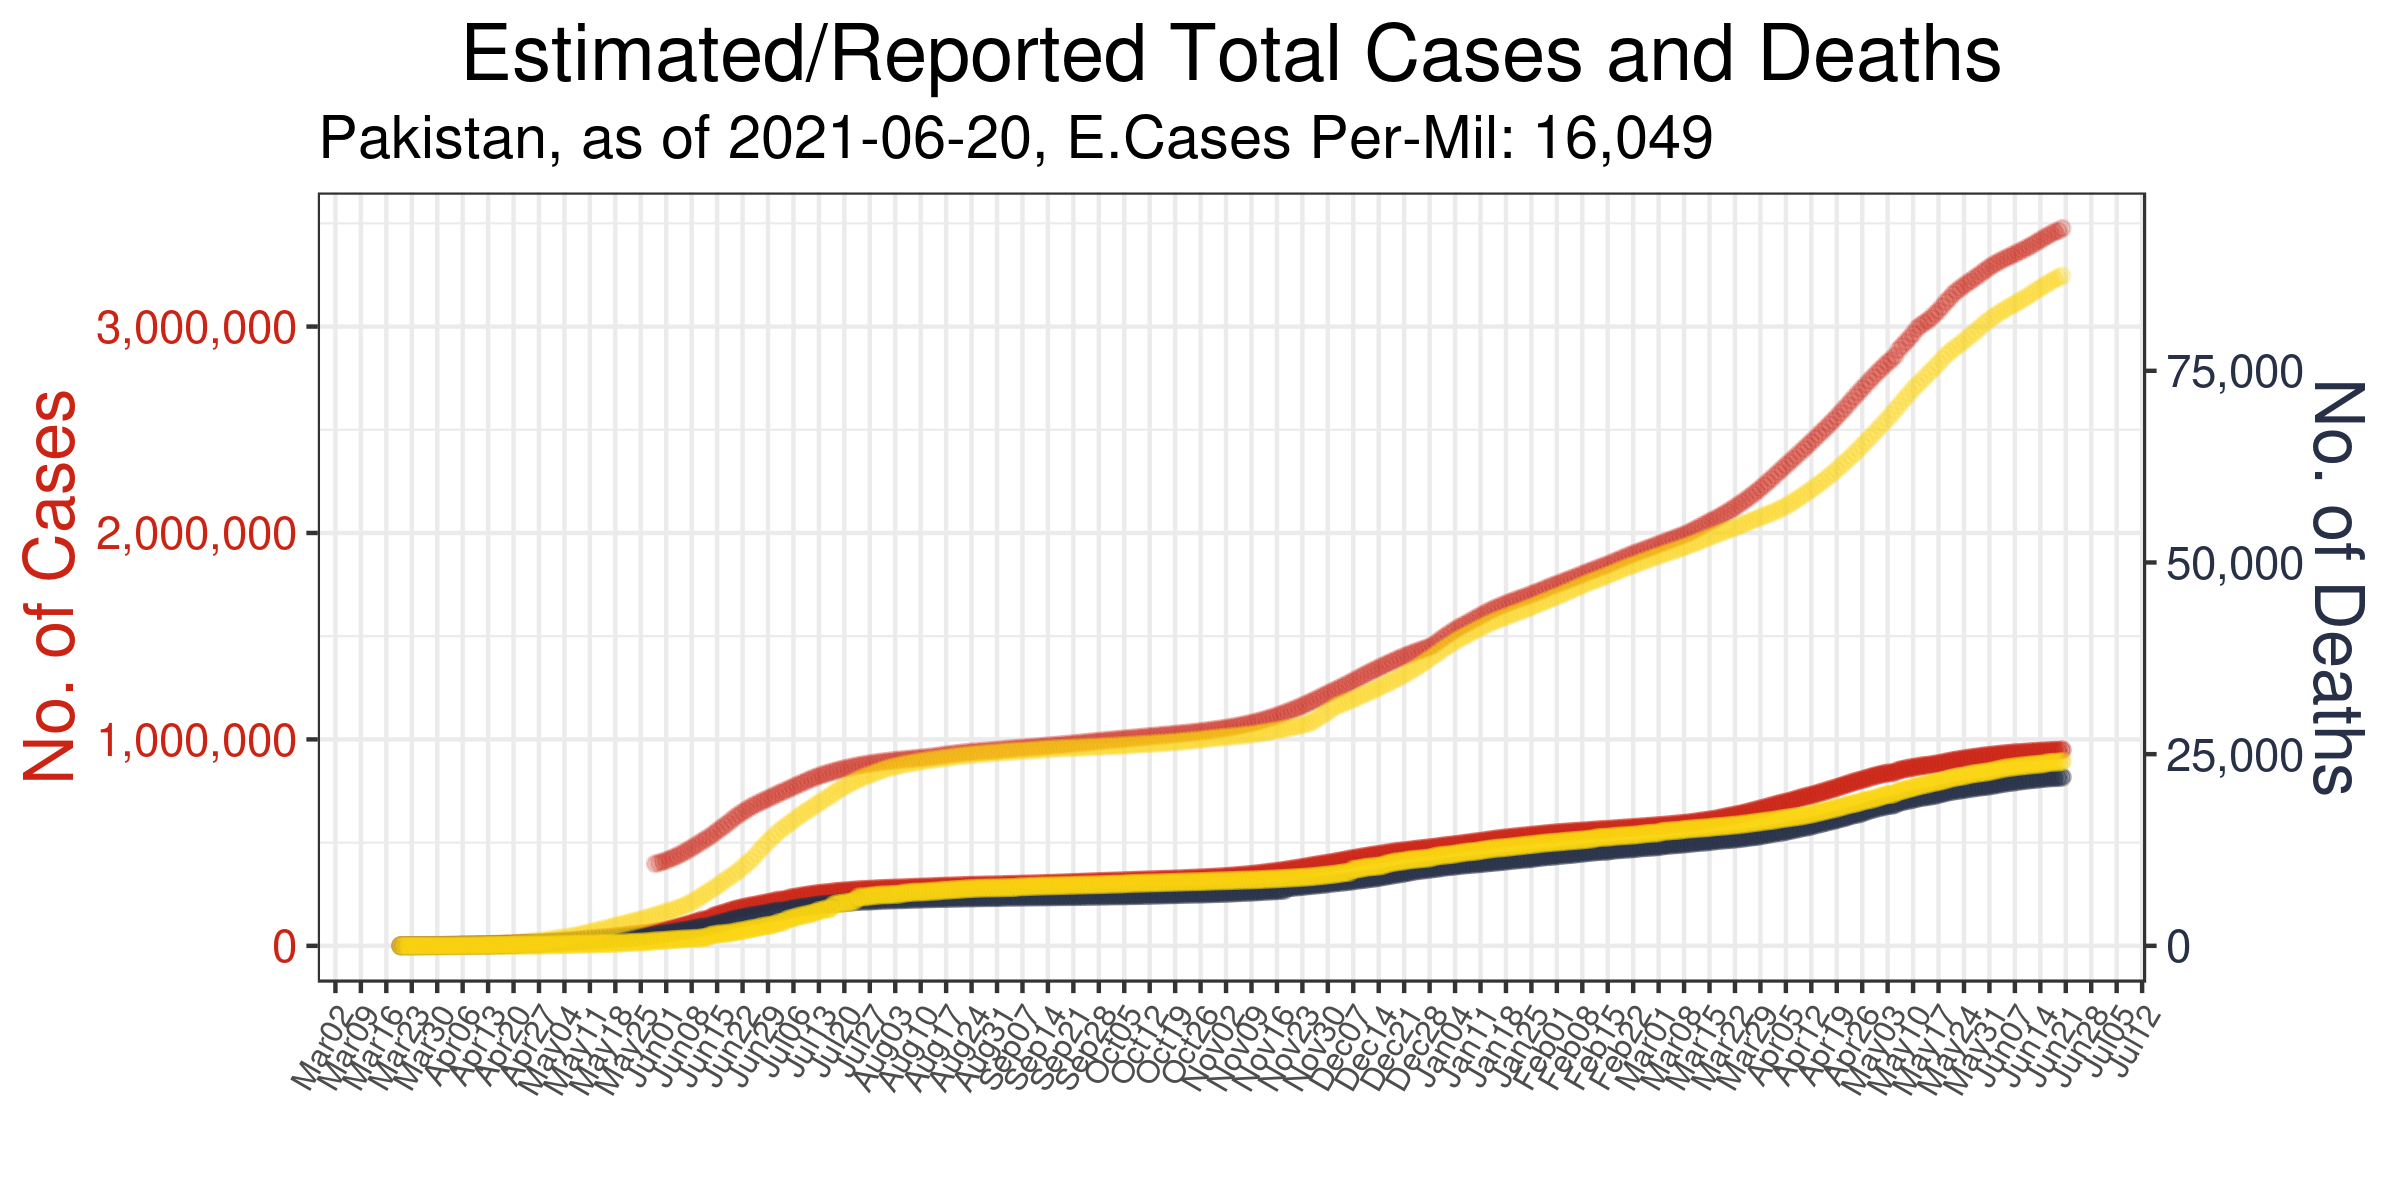 Estimated/Reported Total Cases and Deaths
Pakistan, as of 2021-06-20, E.Cases Per-Mil: 16,049
No. of Cases
3,000,000
2,000,000
1,000,000
0
75,000
50,000
25,000
0
No. of Deaths
Mar02
Mar09
Mar16
Mar23
Mar30
Apr06
Apr13
Apr20
Apr27
May04
May11
May18
May25
Jun01
Jun08
Jun15
Jun22
Jun29
Jul06
Jul13
Jul20
Jul27
Aug03
Aug10
Aug17
Aug24
Aug31
Sep07
Sep14
Sep21
Sep28
Oct05
Oct12
Oct19
Oct26
Nov02
Nov09
Nov16
Nov23
Nov30
Dec07
Dec14
Dec21
Dec28
Jan04
Jan11
Jan18
Jan25
Feb01
Feb08
Feb15
Feb22
Mar01
Mar08
Mar15
Mar22
Mar29
Apr05
Apr12
Apr19
Apr26
May03
May10
May17
May24
May31
Jun07
Jun14
Jun21
Jun28
Jul05
Jul12